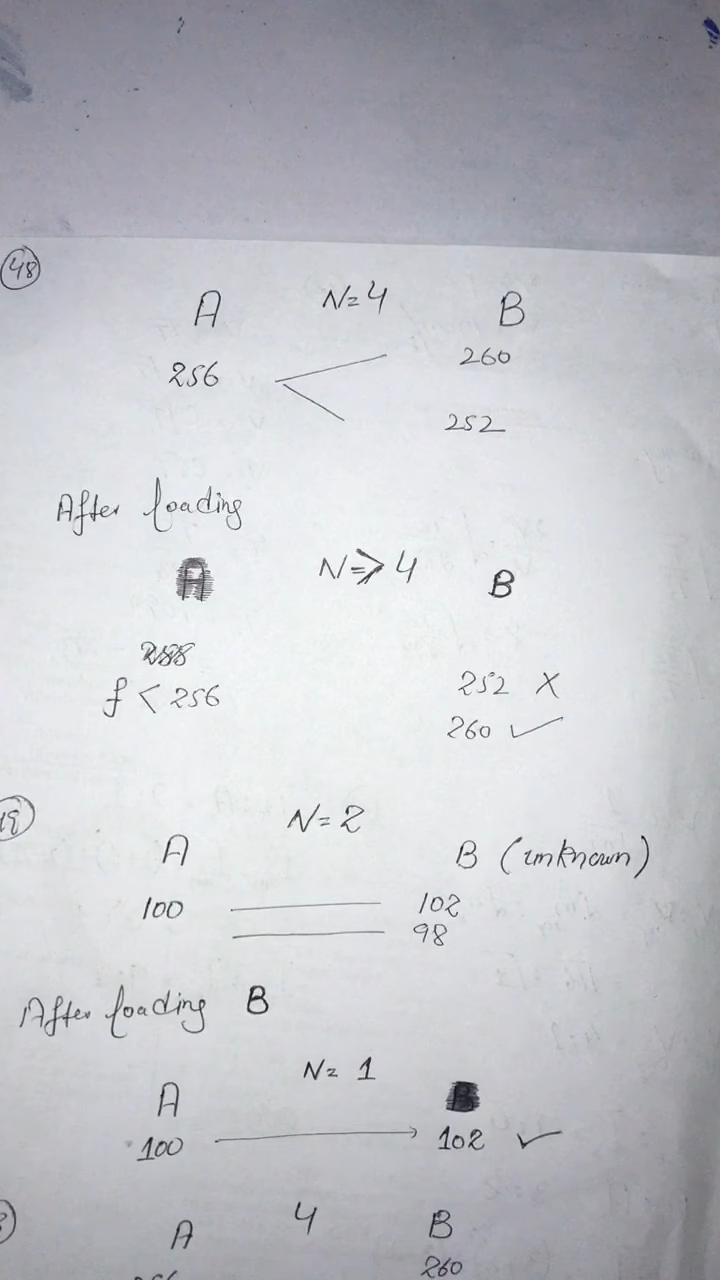 48
A N=4 B
256 260
252
After loading
A N=> 4 B
f < 256 252 X
260 ✓
19
N=2
A B (unknown)
100 102
98
After loading B
N= 1
A B
100 102 ✓
A 4 B
260